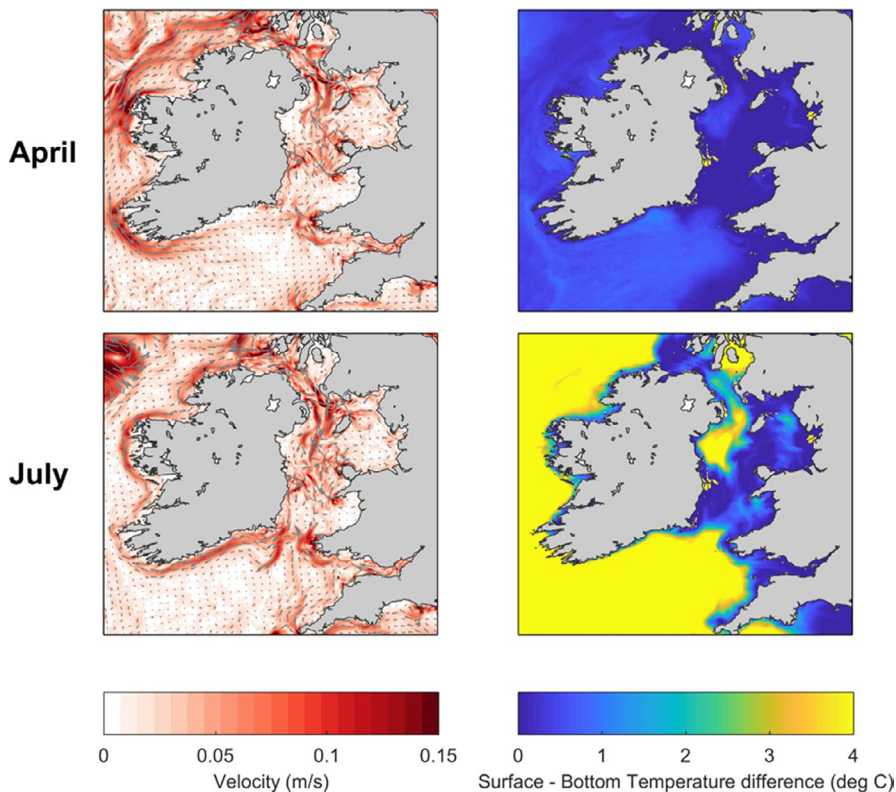 April
July
0 0.05 0.1 0.15
Velocity (m/s)
0 1 2 3 4
Surface - Bottom Temperature difference (deg C)